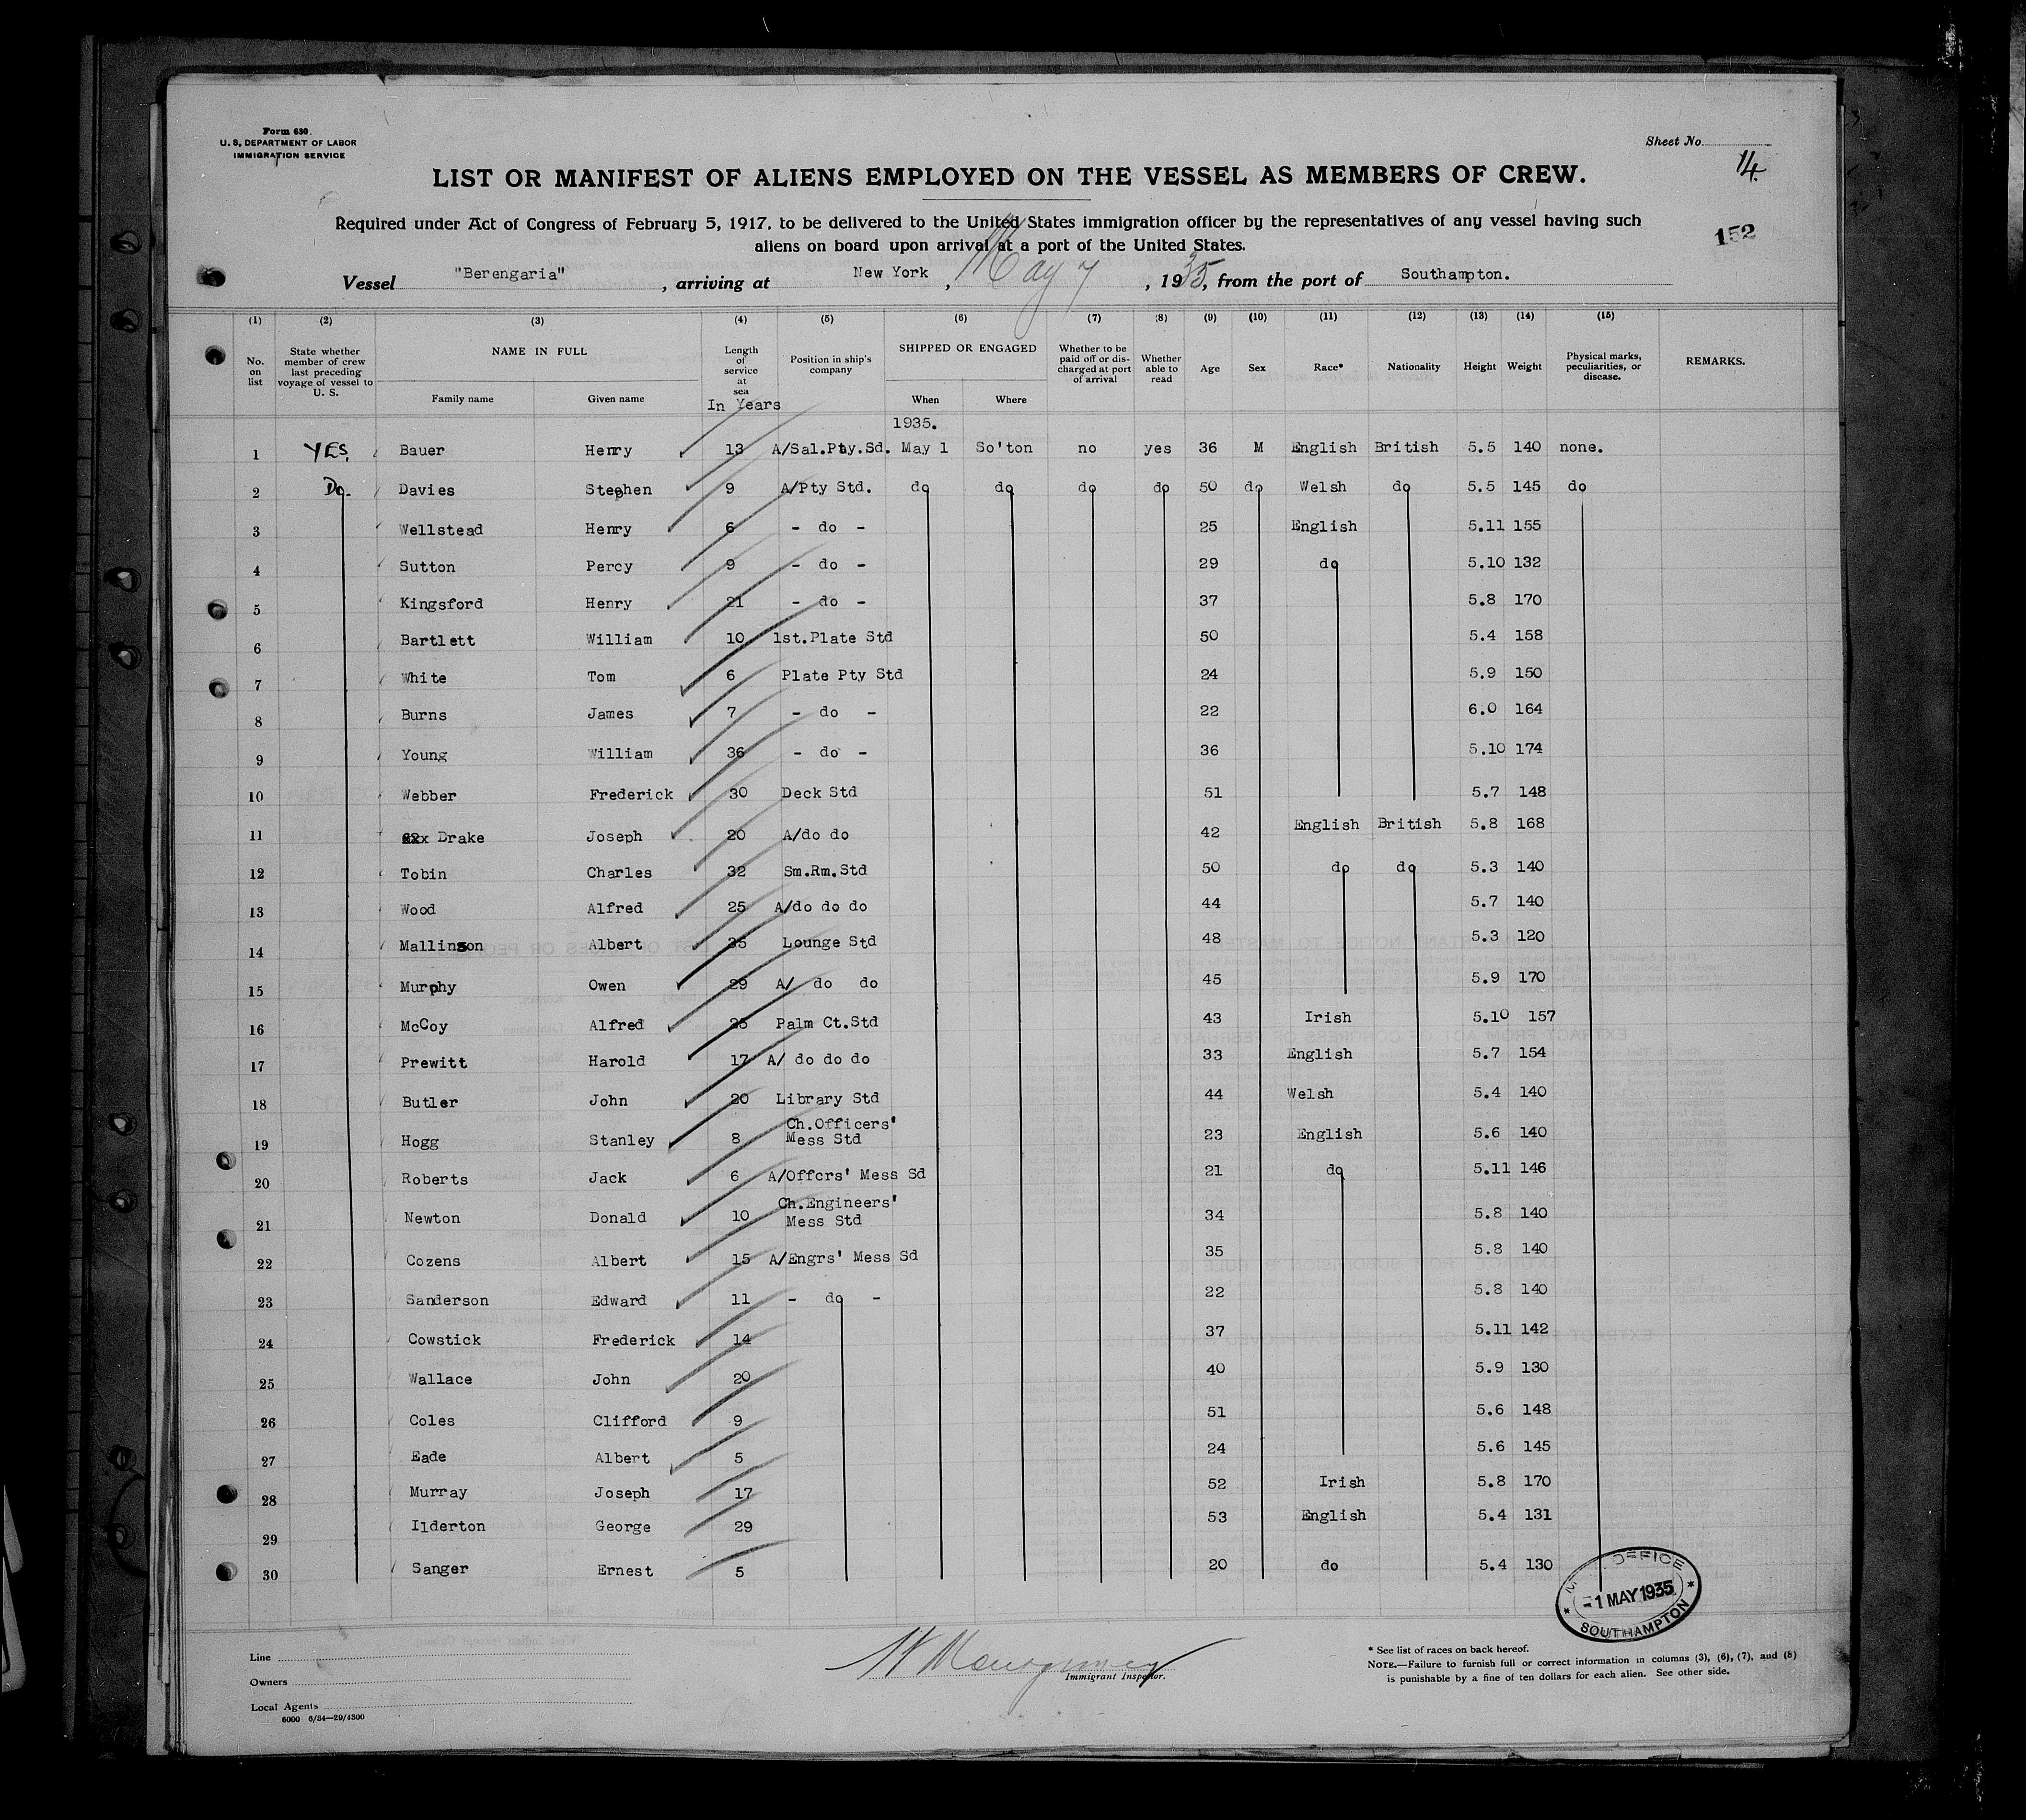 Form 630.
U. S. DEPARTMENT OF LABOR
IMMIGRATION SERVICE
Sheet No.
14.
LIST OR MANIFEST OF ALIENS EMPLOYED ON THE VESSEL AS MEMBERS OF CREW.
Required under Act of Congress of February 5, 1917, to be delivered to the United States immigration officer by the representatives of any vessel having such
aliens on board upon arrival at a port of the United States.
152
Vessel "Berengaria", arriving at New York, May 7, 1935, from the port of Southampton.
(1) (2) (3) (4) (5) (6) (7) (8) (9) (10) (11) (12) (13) (14) (15)
No. on list State whether member of crew last preceding voyage of vessel to U. S. NAME IN FULL Family name Given name Length of service at sea In Years Position in ship's company SHIPPED OR ENGAGED When Where Whether to be paid off or discharged at port of arrival Whether able to read Age Sex Race* Nationality Height Weight Physical marks, peculiarities, or disease. REMARKS.
1935.
1 YES. Bauer Henry 13 A/Sal.Pty.Sd. May 1 So'ton no yes 36 M English British 5.5 140 none.
2 Do. Davies Stephen 9 A/Pty Std. do do do do 50 do Welsh do 5.5 145 do
3 Wellstead Henry 6 - do - 25 English 5.11 155
4 Sutton Percy 9 - do - 29 do 5.10 132
5 Kingsford Henry 21 - do - 37 5.8 170
6 Bartlett William 10 1st.Plate Std 50 5.4 158
7 White Tom 6 Plate Pty Std 24 5.9 150
8 Burns James 7 - do - 22 6.0 164
9 Young William 36 - do - 36 5.10 174
10 Webber Frederick 30 Deck Std 51 5.7 148
11 Drake Joseph 20 A/do do 42 English British 5.8 168
12 Tobin Charles 32 Sm.Rm.Std 50 do do 5.3 140
13 Wood Alfred 25 A/do do do 44 5.7 140
14 Mallinson Albert 35 Lounge Std 48 5.3 120
15 Murphy Owen 29 A/ do do 45 5.9 170
16 McCoy Alfred 25 Palm Ct.Std 43 Irish 5.10 157
17 Prewitt Harold 17 A/ do do do 33 English 5.7 154
18 Butler John 20 Library Std 44 Welsh 5.4 140
19 Hogg Stanley 8 Ch.Officers' Mess Std 23 English 5.6 140
20 Roberts Jack 6 A/Offcrs' Mess Sd 21 do 5.11 146
21 Newton Donald 10 Ch.Engineers' Mess Std 34 5.8 140
22 Cozens Albert 15 A/Engrs' Mess Sd 35 5.8 140
23 Sanderson Edward 11 - do - 22 5.8 140
24 Cowstick Frederick 14 37 5.11 142
25 Wallace John 20 40 5.9 130
26 Coles Clifford 9 51 5.6 148
27 Eade Albert 5 24 5.6 145
28 Murray Joseph 17 52 Irish 5.8 170
29 Ilderton George 29 53 English 5.4 131
30 Sanger Ernest 5 20 do 5.4 130
OFFICE
1 MAY 1935
SOUTHAMPTON
Line
Owners
Local Agents
6000 6/34—29/4300
Immigrant Inspector.
* See list of races on back hereof.
NOTE.—Failure to furnish full or correct information in columns (3), (6), (7), and (8)
is punishable by a fine of ten dollars for each alien. See other side.